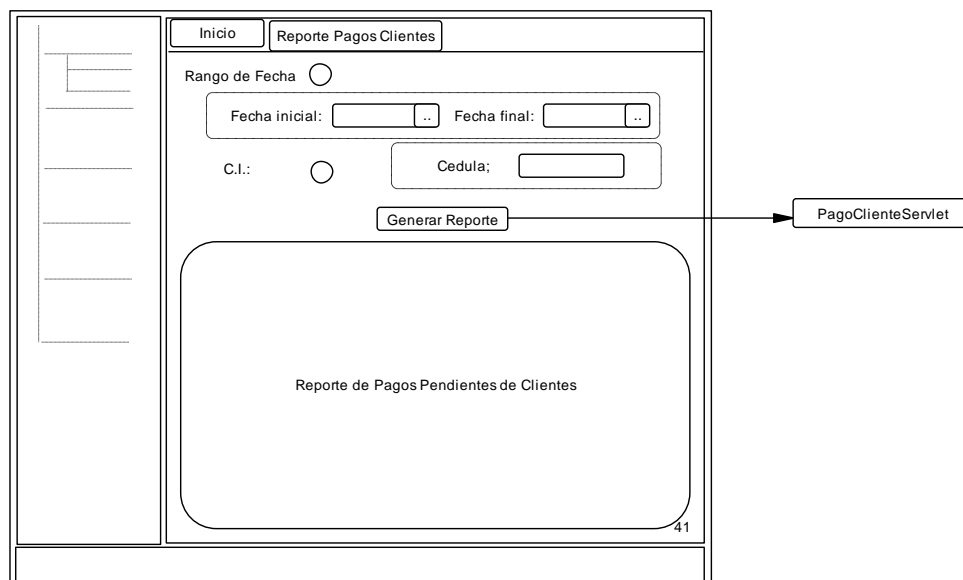 Inicio
Reporte Pagos Clientes
Rango de Fecha
Fecha inicial: .. Fecha final: ..
C.I.: Cedula;
Generar Reporte
PagoClienteServlet
Reporte de Pagos Pendientes de Clientes
41